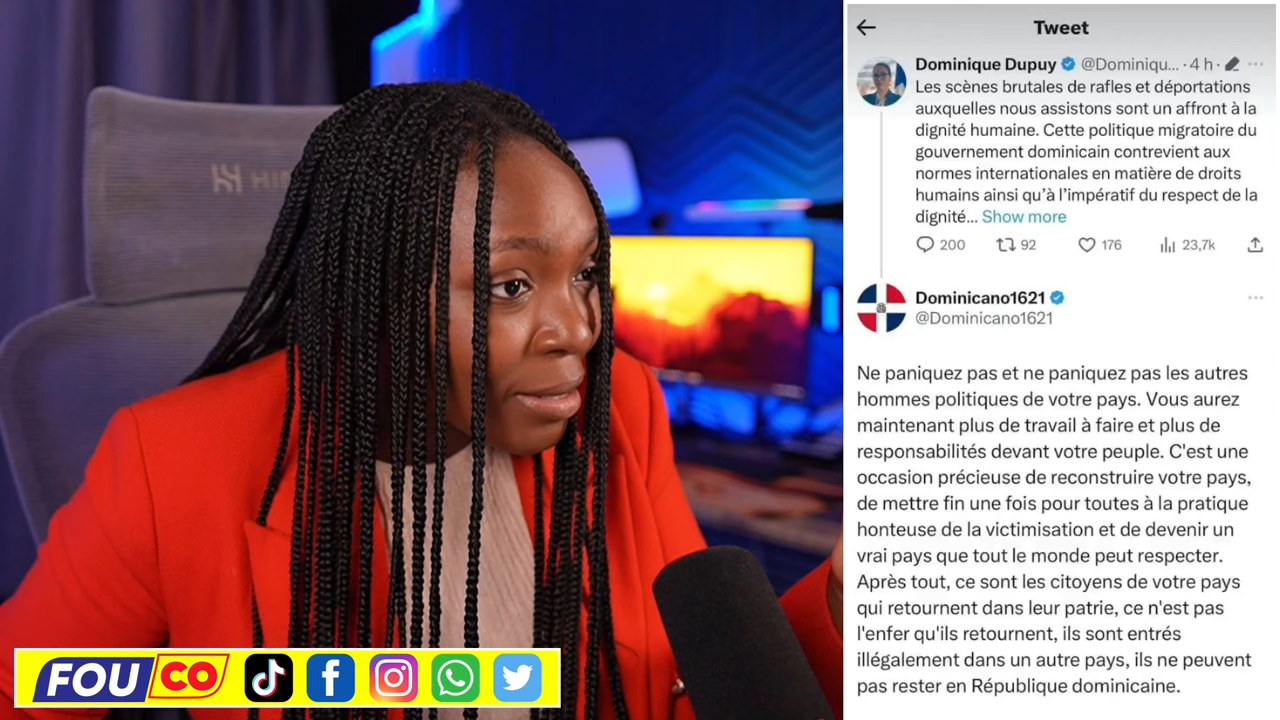 HI
FOUCO
Tweet
Dominique Dupuy @Dominiqu... · 4 h ·
Les scènes brutales de rafles et déportations
auxquelles nous assistons sont un affront à la
dignité humaine. Cette politique migratoire du
gouvernement dominicain contrevient aux
normes internationales en matière de droits
humains ainsi qu'à l'impératif du respect de la
dignité... Show more
200 92 176 23,7k
Dominicano1621
@Dominicano1621
Ne paniquez pas et ne paniquez pas les autres
hommes politiques de votre pays. Vous aurez
maintenant plus de travail à faire et plus de
responsabilités devant votre peuple. C'est une
occasion précieuse de reconstruire votre pays,
de mettre fin une fois pour toutes à la pratique
honteuse de la victimisation et de devenir un
vrai pays que tout le monde peut respecter.
Après tout, ce sont les citoyens de votre pays
qui retournent dans leur patrie, ce n'est pas
l'enfer qu'ils retournent, ils sont entrés
illégalement dans un autre pays, ils ne peuvent
pas rester en République dominicaine.